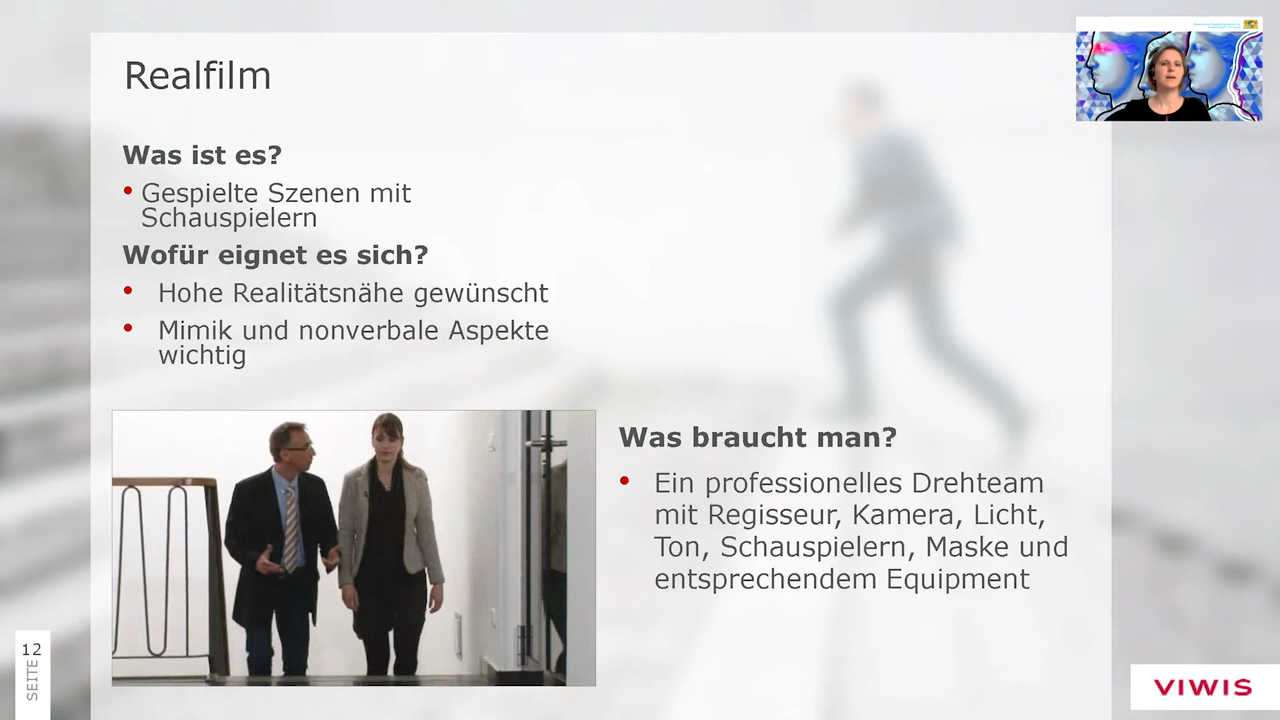 Realfilm
Was ist es?
• Gespielte Szenen mit
Schauspielern
Wofür eignet es sich?
• Hohe Realitätsnähe gewünscht
• Mimik und nonverbale Aspekte
wichtig
Was braucht man?
• Ein professionelles Drehteam
mit Regisseur, Kamera, Licht,
Ton, Schauspielern, Maske und
entsprechendem Equipment
12
SEITE
VIWIS